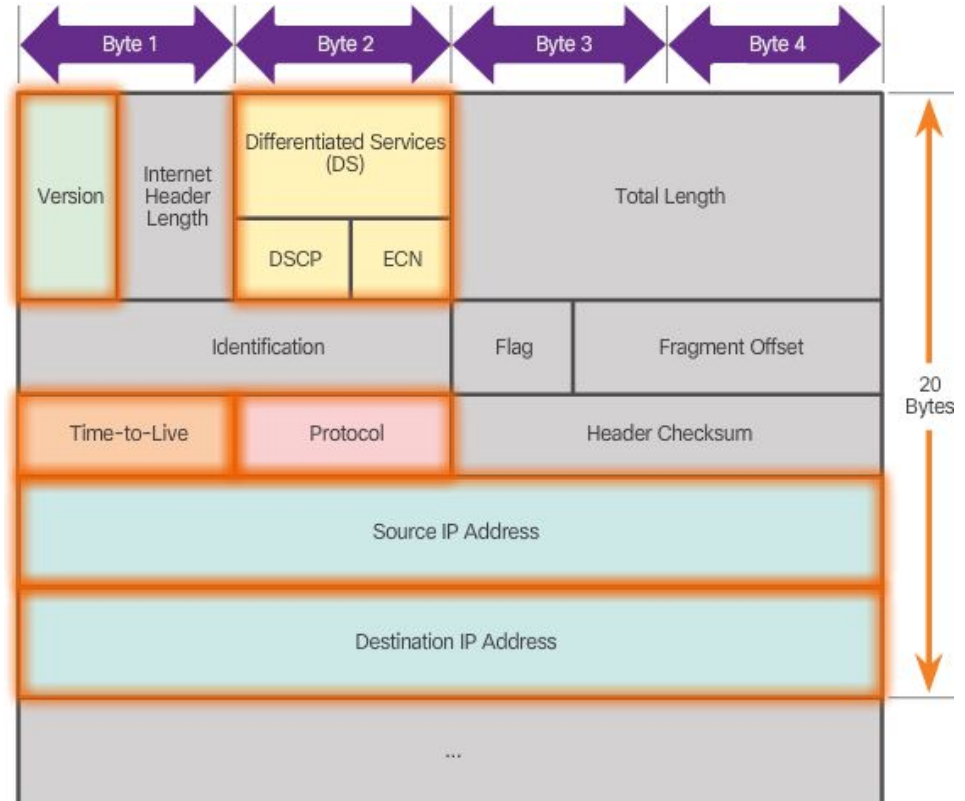 Byte 1
Byte 2
Byte 3
Byte 4
Version
Internet
Header
Length
Differentiated Services
(DS)
DSCP
ECN
Total Length
Identification
Flag
Fragment Offset
20
Bytes
Time-to-Live
Protocol
Header Checksum
Source IP Address
Destination IP Address
...